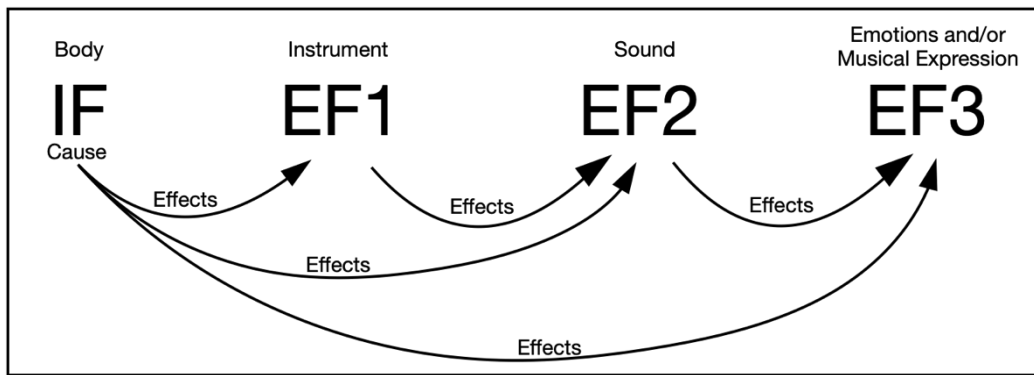 Body
Instrument
Sound
Emotions and/or
Musical Expression
IF
EF1
EF2
EF3
Cause
Effects
Effects
Effects
Effects
Effects